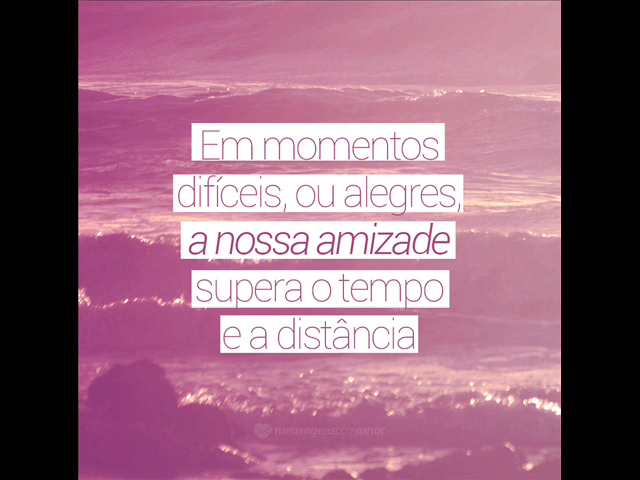 Em momentos
difíceis, ou alegres,
a nossa amizade
supera o tempo
e a distância
mensagenscomamor